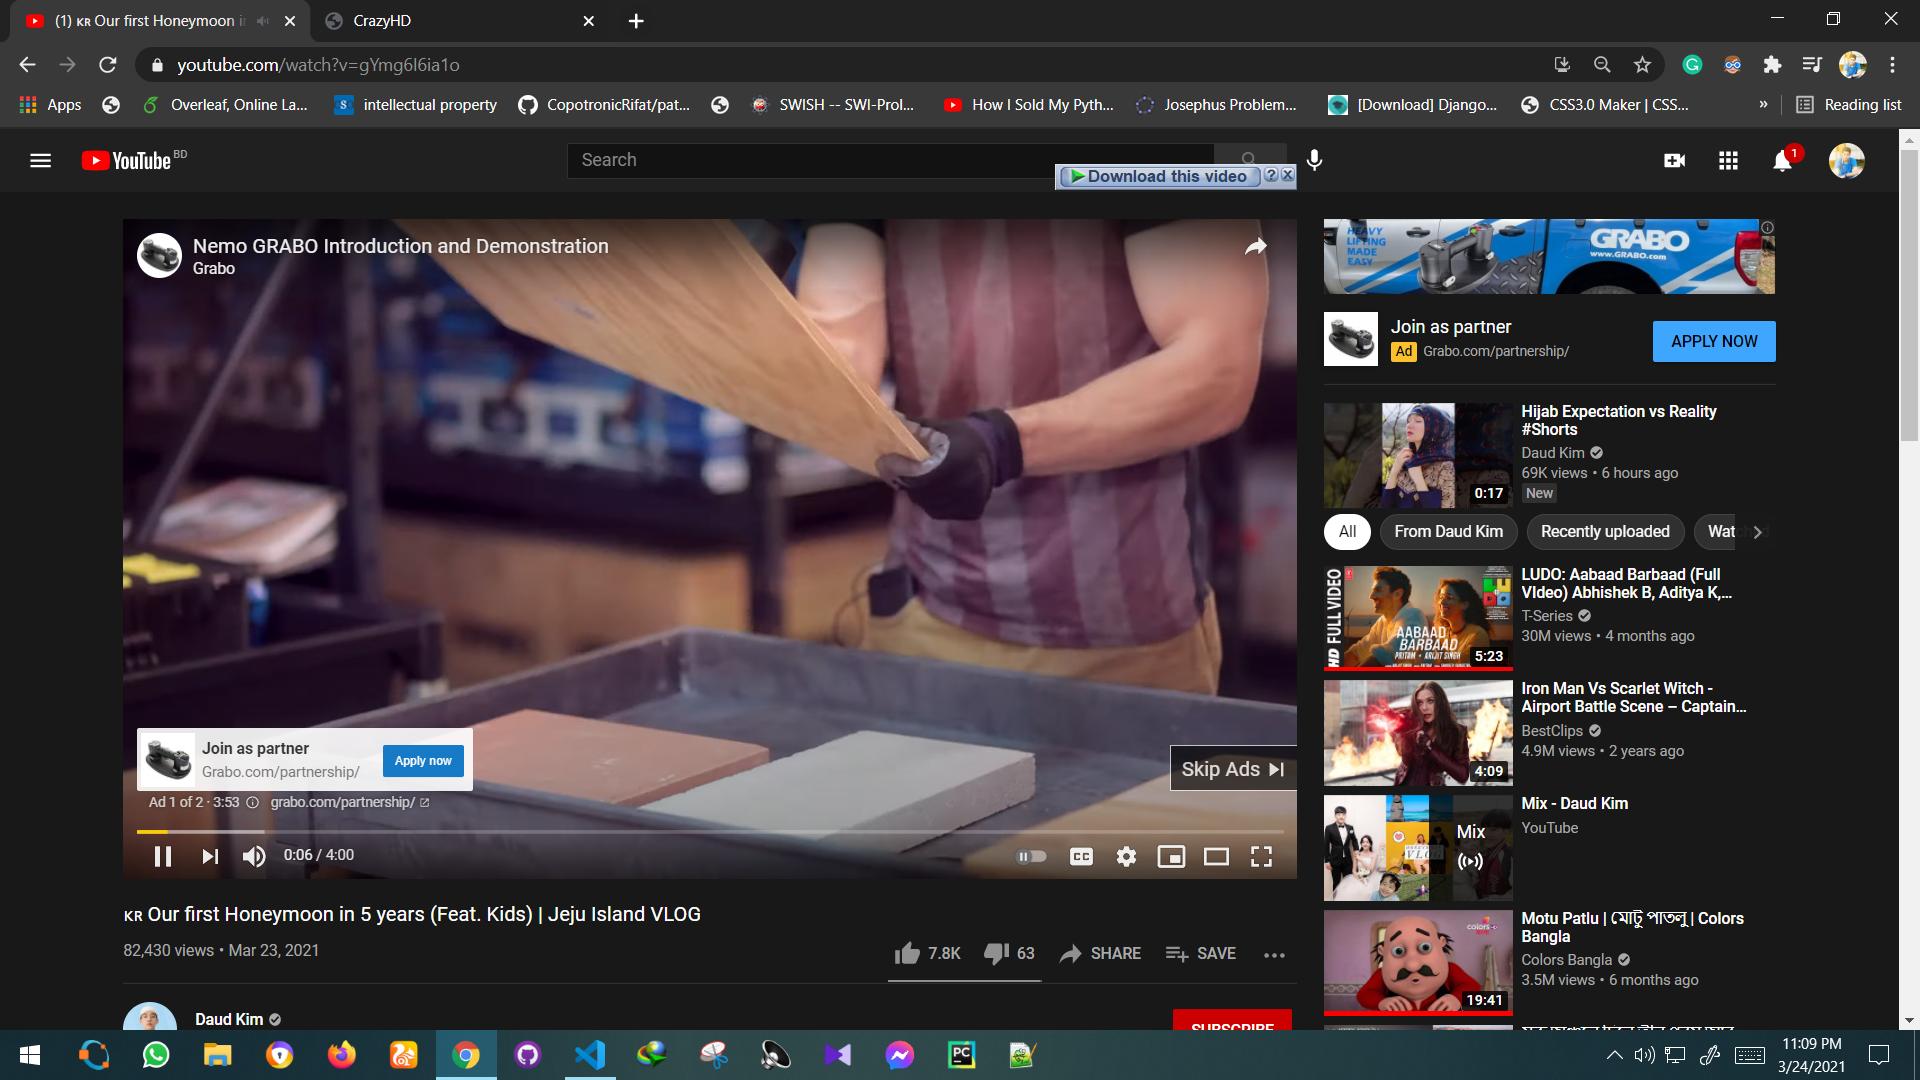 (1) ᴋʀ Our first Honeymoon i
CrazyHD
youtube.com/watch?v=gYmg6I6ia1o
Apps
Overleaf, Online La...
intellectual property
CopotronicRifat/pat...
SWISH -- SWI-Prol...
How I Sold My Pyth...
Josephus Problem...
[Download] Django...
CSS3.0 Maker | CSS...
»
Reading list
YouTube BD
Search
Download this video
1
Nemo GRABO Introduction and Demonstration
Grabo
HEAVY
LIFTING
MADE
EASY
GRABO
www.GRABO.com
Join as partner
Ad Grabo.com/partnership/
APPLY NOW
Hijab Expectation vs Reality
#Shorts
Daud Kim
69K views • 6 hours ago
New
0:17
All
From Daud Kim
Recently uploaded
Wat
HD FULL VIDEO
AABAAD
BARBAAD
PRITAM • ARIJIT SINGH
5:23
LUDO: Aabaad Barbaad (Full
VIdeo) Abhishek B, Aditya K,...
T-Series
30M views • 4 months ago
Iron Man Vs Scarlet Witch -
Airport Battle Scene – Captain...
BestClips
4.9M views • 2 years ago
4:09
Mix - Daud Kim
YouTube
Mix
Motu Patlu | মোটু পাতলু | Colors
Bangla
Colors Bangla
3.5M views • 6 months ago
colors
19:41
Join as partner
Grabo.com/partnership/
Apply now
Skip Ads
Ad 1 of 2 · 3:53
grabo.com/partnership/
0:06 / 4:00
CC
ᴋʀ Our first Honeymoon in 5 years (Feat. Kids) | Jeju Island VLOG
82,430 views • Mar 23, 2021
7.8K
63
SHARE
SAVE
Daud Kim
SUBSCRIBE
PC
11:09 PM
3/24/2021